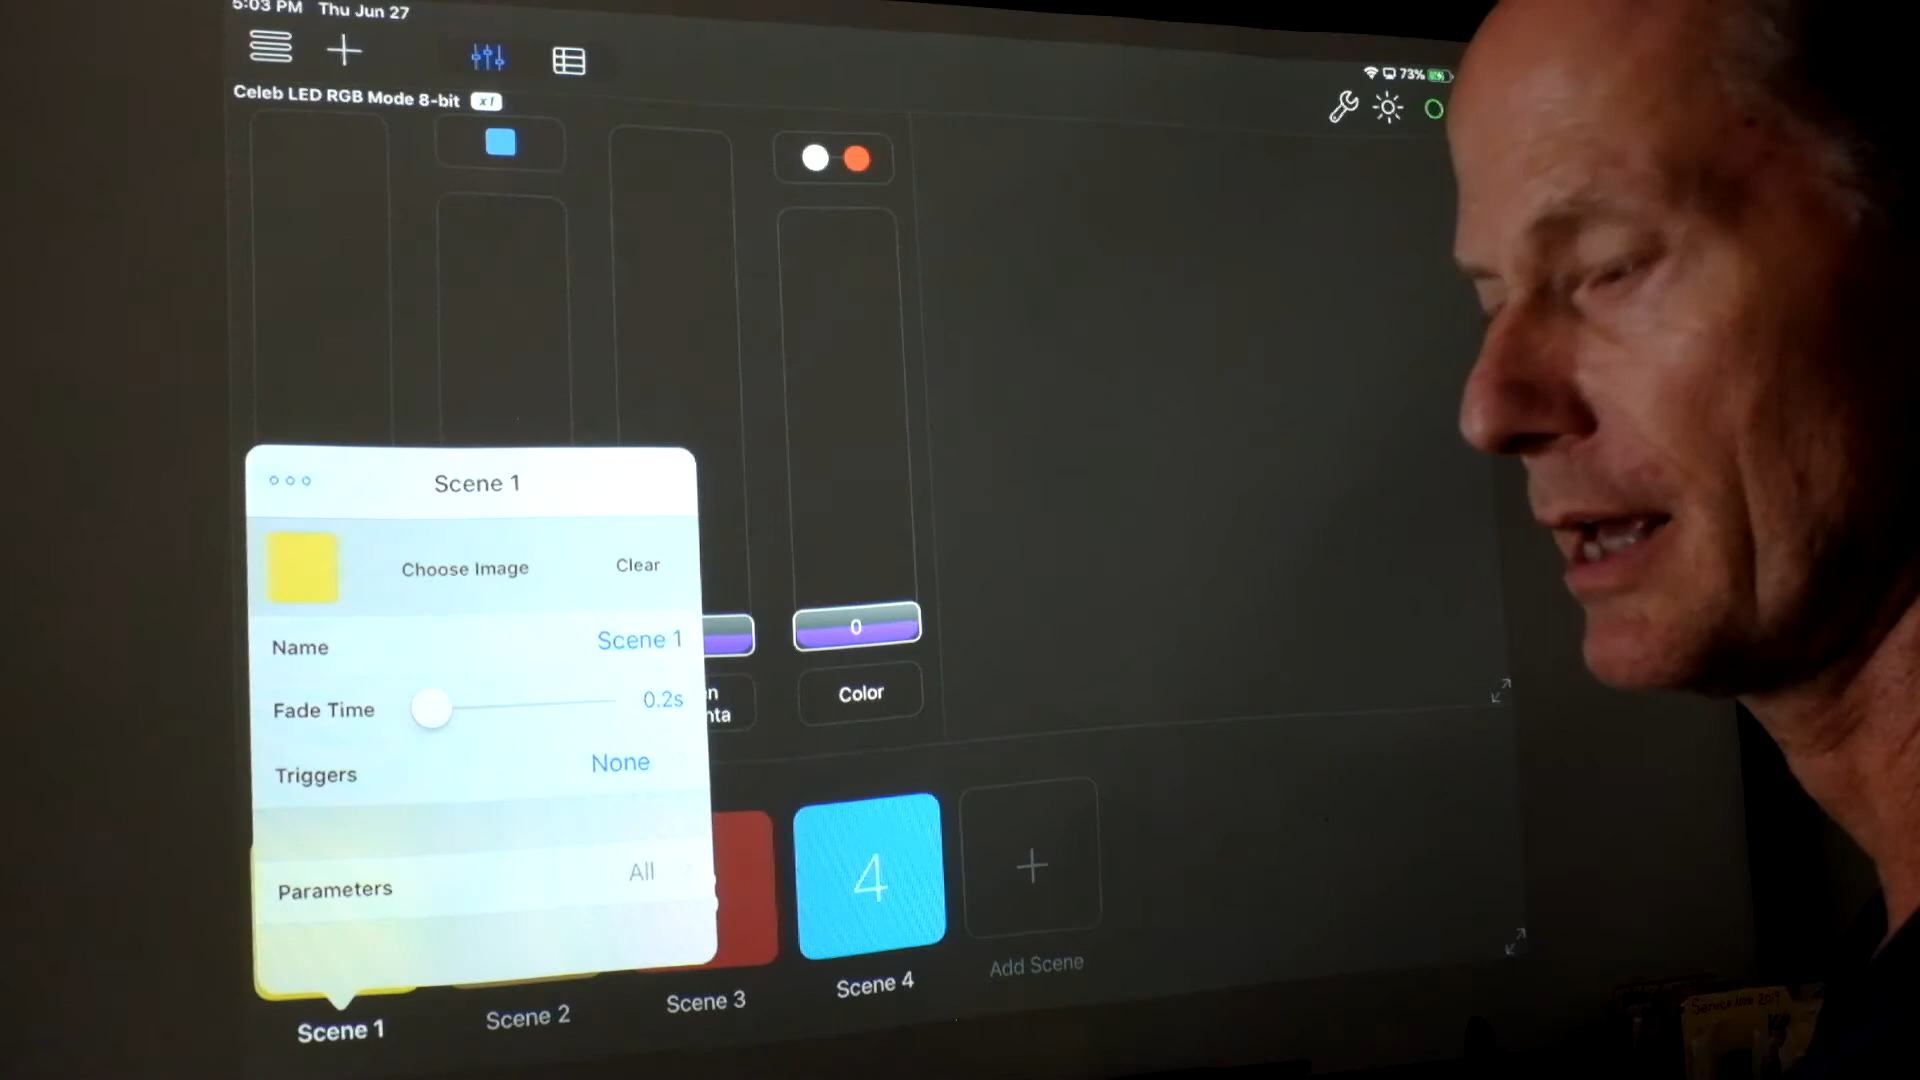 5:03 PM Thu Jun 27
73%
Celeb LED RGB Mode 8-bit x1
Scene 1
Choose Image Clear
Name Scene 1
Fade Time 0.2s
Triggers None
Parameters All
0
n
nta
Color
4
Scene 1
Scene 2
Scene 3
Scene 4
Add Scene